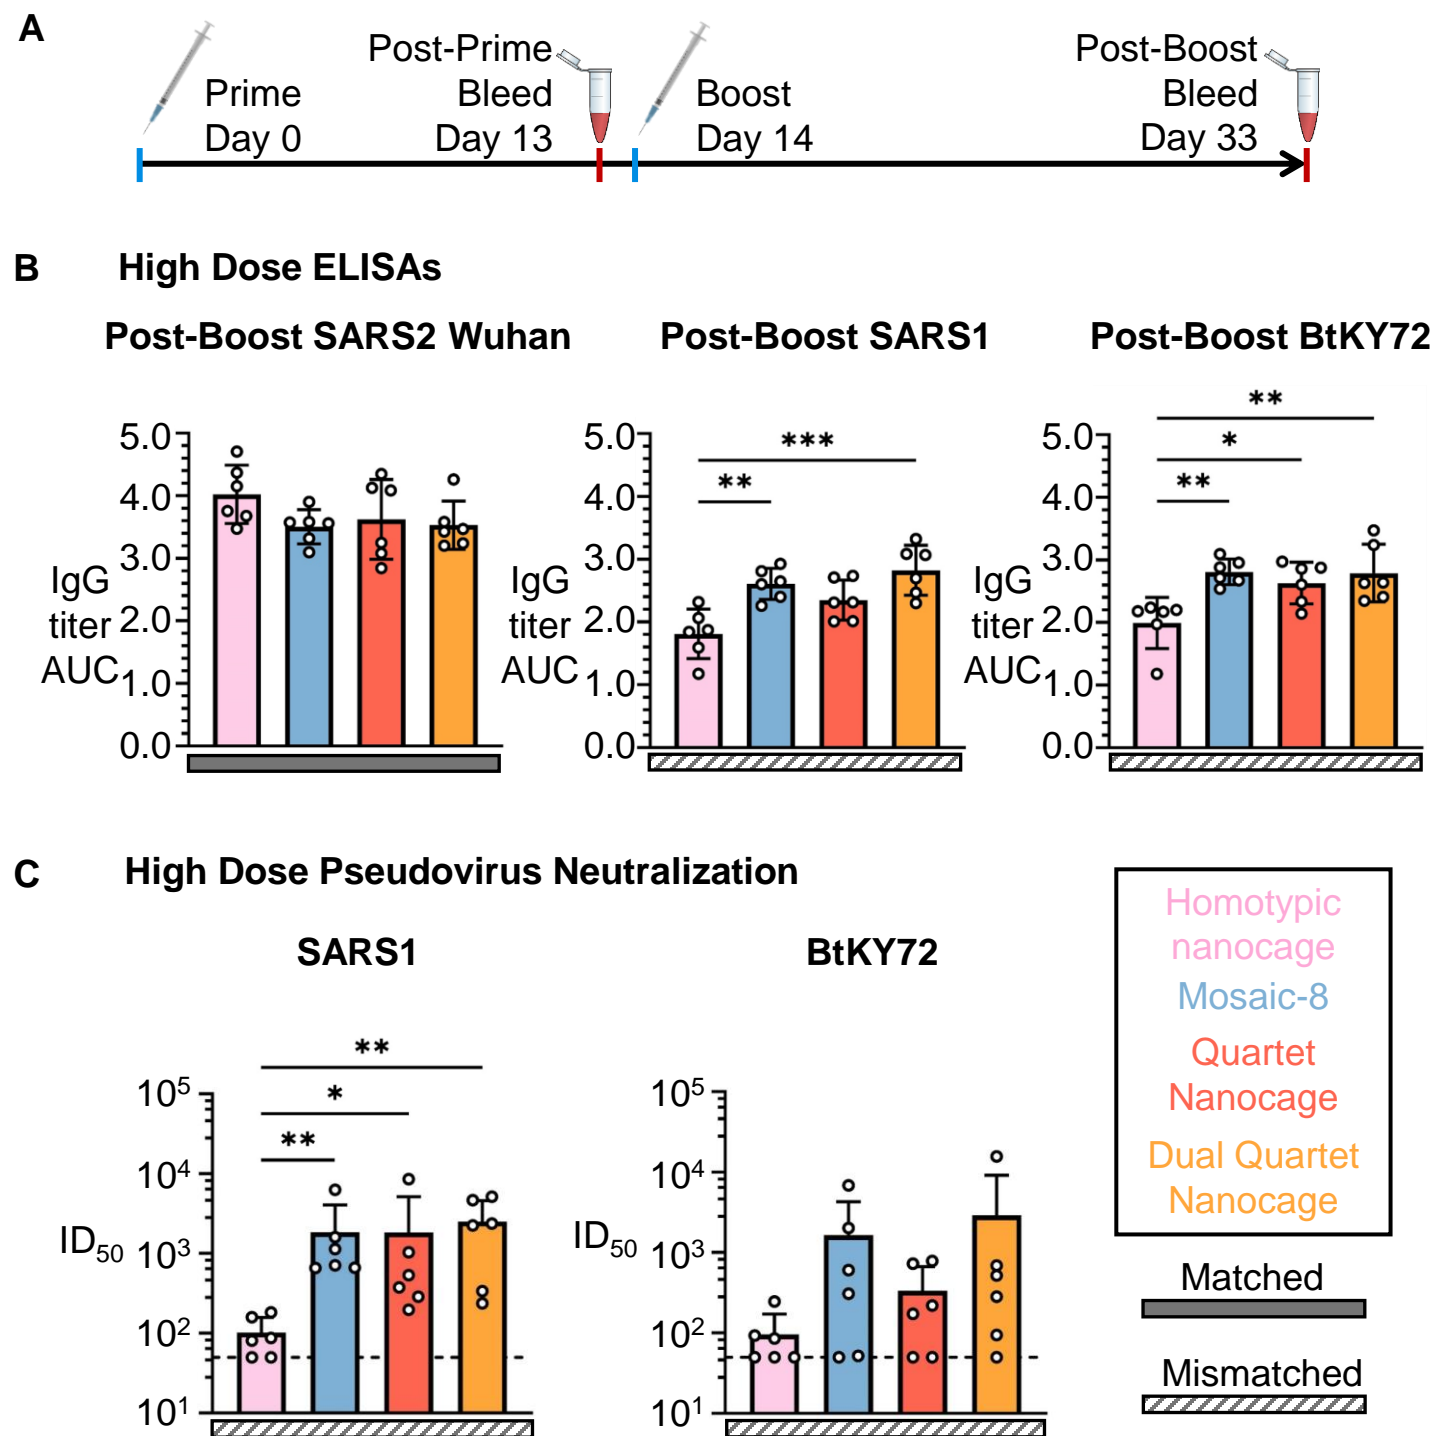 A
Prime
Day 0
Post-Prime
Bleed
Day 13
Boost
Day 14
Post-Boost
Bleed
Day 33
B
High Dose ELISAs
Post-Boost SARS2 Wuhan
IgG
titer
AUC
5.0
4.0
3.0
2.0
1.0
0.0
Post-Boost SARS1
IgG
titer
AUC
5.0
4.0
3.0
2.0
1.0
0.0
***
**
Post-Boost BtKY72
IgG
titer
AUC
5.0
4.0
3.0
2.0
1.0
0.0
**
*
**
C
High Dose Pseudovirus Neutralization
SARS1
ID50
10⁵
10⁴
10³
10²
10¹
**
*
**
BtKY72
ID50
10⁵
10⁴
10³
10²
10¹
Homotypic
nanocage
Mosaic-8
Quartet
Nanocage
Dual Quartet
Nanocage
Matched
Mismatched